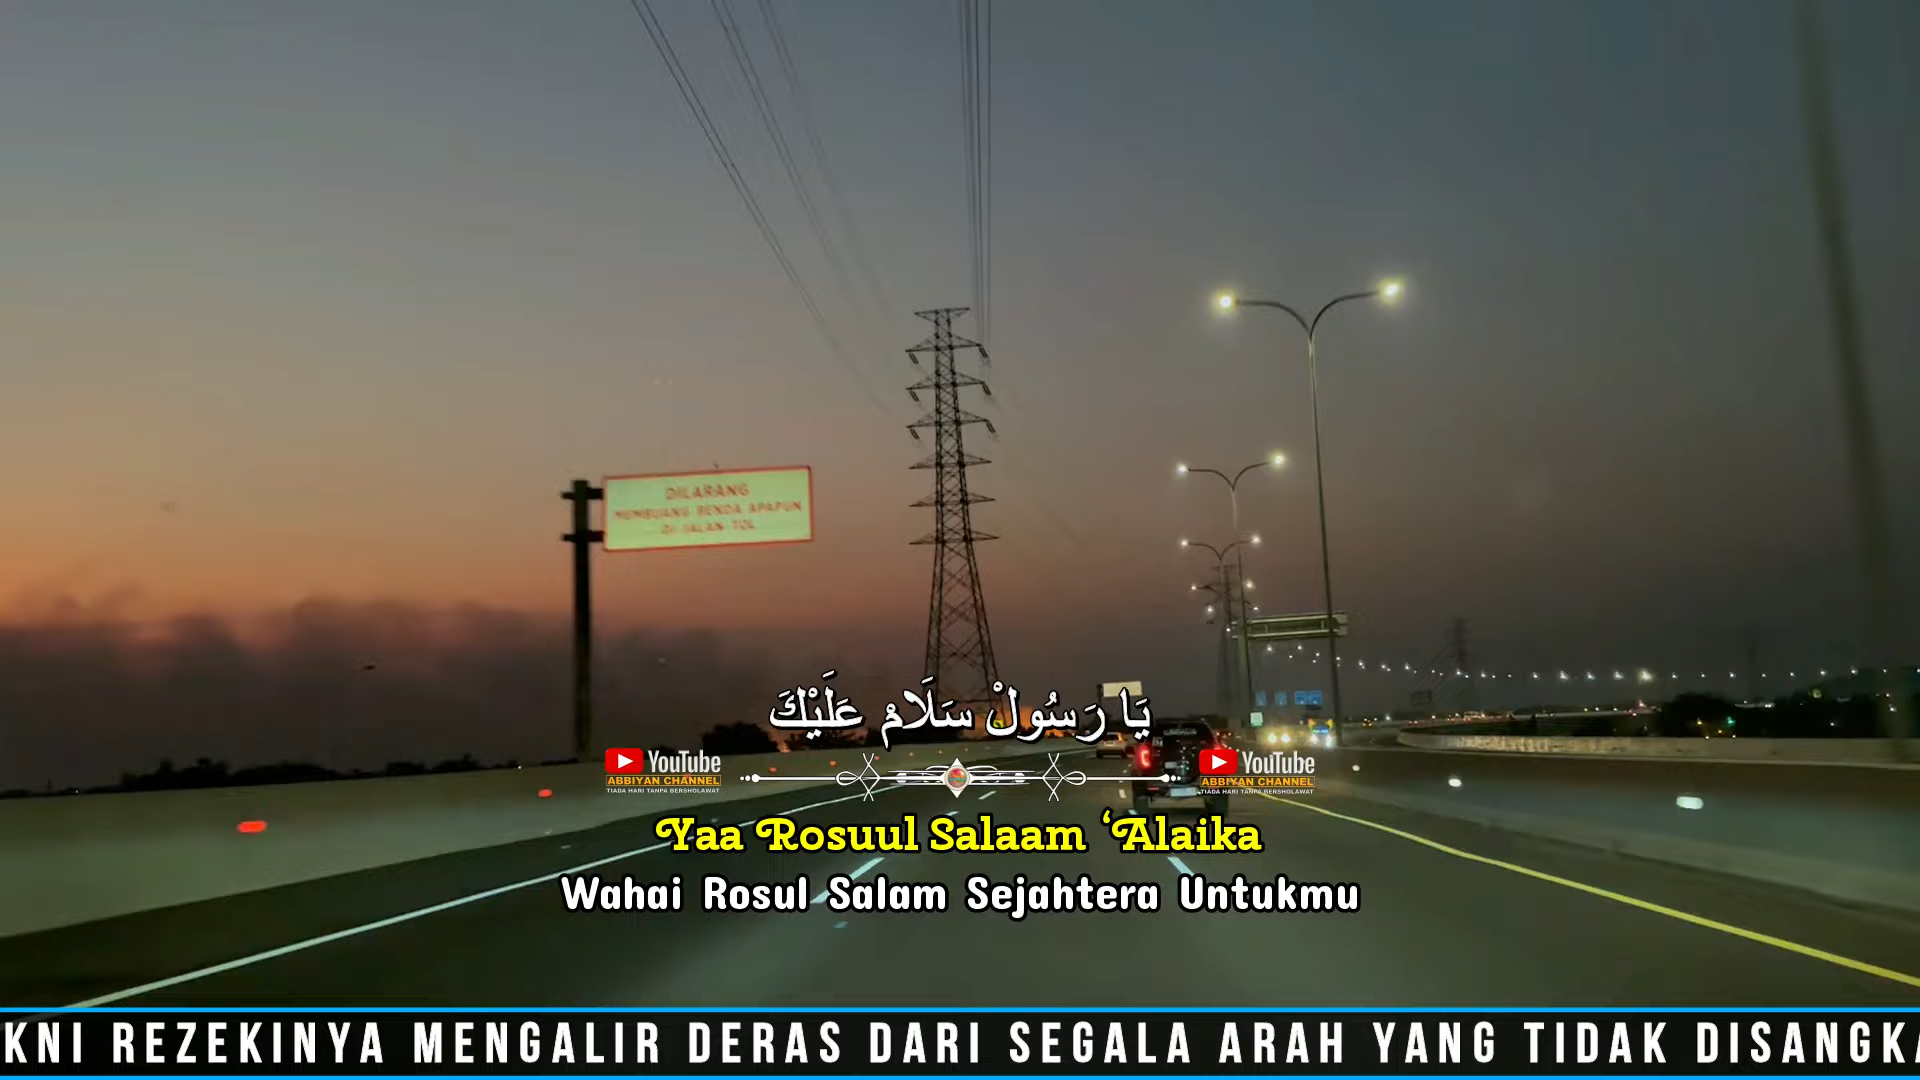 DILARANG
MEMBUANG BENDA APAPUN
DI JALAN TOL
يَا رَسُولْ سَلَامْ عَلَيْكَ
YouTube
ABBIYAN CHANNEL
TIADA HARI TANPA BERSHOLAWAT
YouTube
ABBIYAN CHANNEL
TIADA HARI TANPA BERSHOLAWAT
Yaa Rosuul Salaam ‘Alaika
Wahai Rosul Salam Sejahtera Untukmu
KNI REZEKINYA MENGALIR DERAS DARI SEGALA ARAH YANG TIDAK DISANGKA